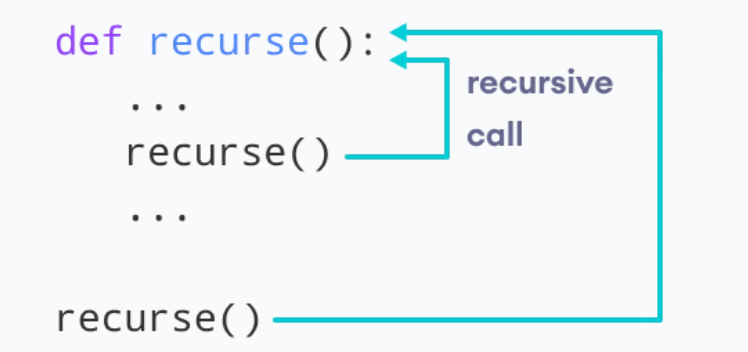 def recurse():
...
recurse()
...
recurse()
recursive
call